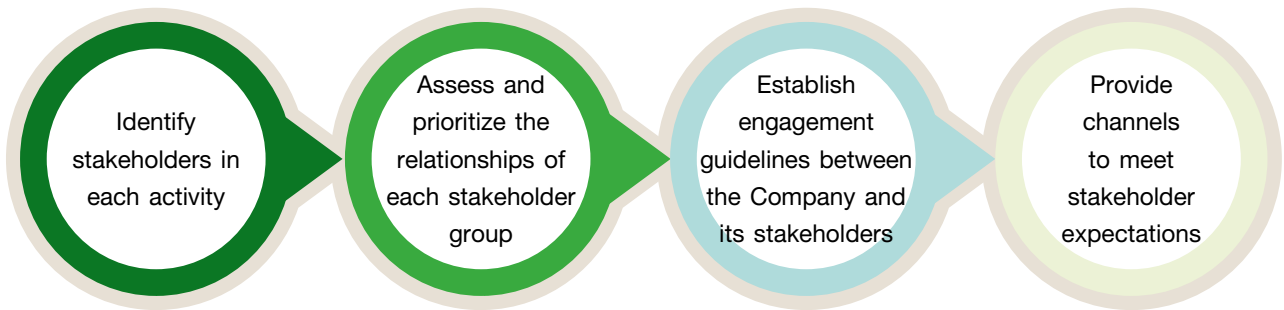 Identify
stakeholders in
each activity
Assess and
prioritize the
relationships of
each stakeholder
group
Establish
engagement
guidelines between
the Company and
its stakeholders
Provide
channels
to meet
stakeholder
expectations